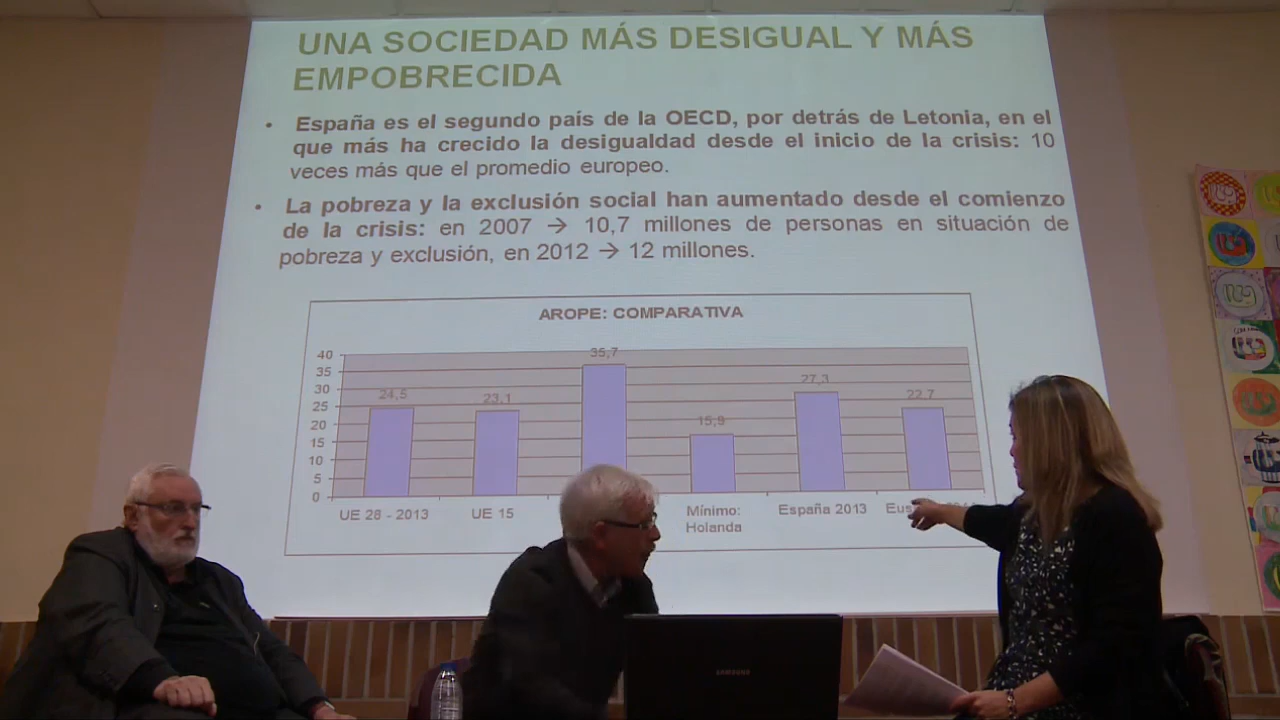 UNA SOCIEDAD MÁS DESIGUAL Y MÁS
EMPOBRECIDA
• España es el segundo país de la OECD, por detrás de Letonia, en el
que más ha crecido la desigualdad desde el inicio de la crisis: 10
veces más que el promedio europeo.
• La pobreza y la exclusión social han aumentado desde el comienzo
de la crisis: en 2007 → 10,7 millones de personas en situación de
pobreza y exclusión, en 2012 → 12 millones.
AROPE: COMPARATIVA
40
35
30
25
20
15
10
5
0
24,5
23,1
35,7
15,9
27,3
22,7
UE 28 - 2013
UE 15
Mínimo:
Holanda
España 2013
SAMSUNG